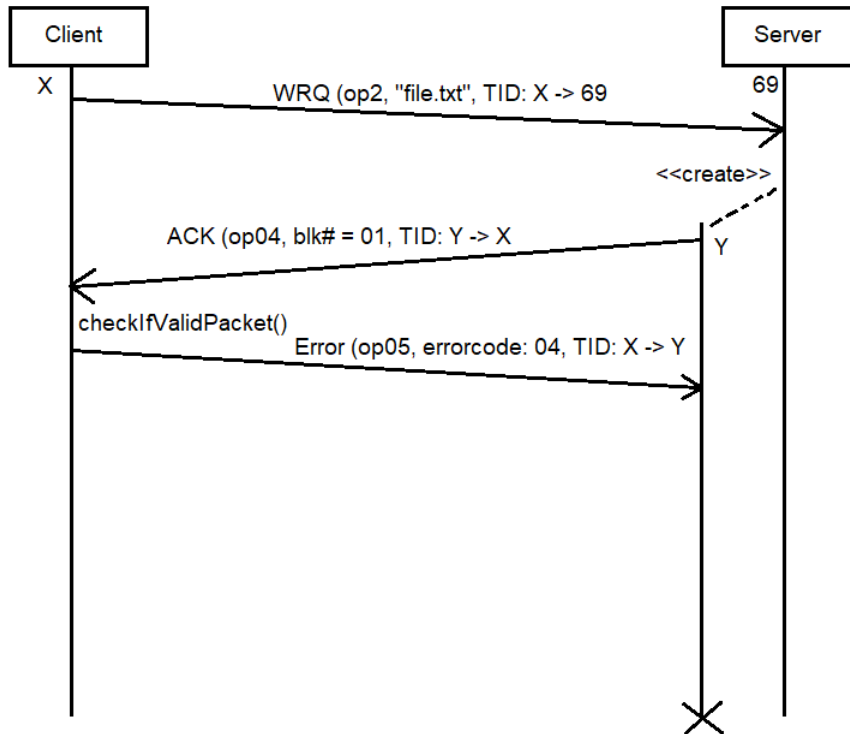 Client
Server
X
WRQ (op2, "file.txt", TID: X -> 69
69
<<create>>
ACK (op04, blk# = 01, TID: Y -> X
Y
checkIfValidPacket()
Error (op05, errorcode: 04, TID: X -> Y